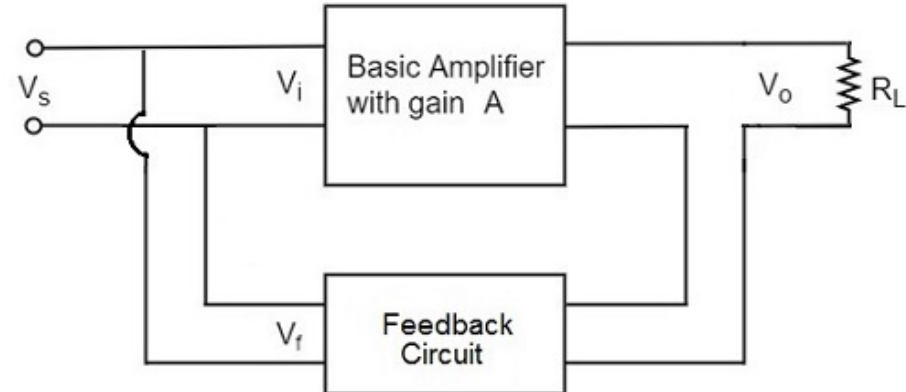 Basic Amplifier
with gain A
Vs
Vi
Vo
RL
Vf
Feedback
Circuit